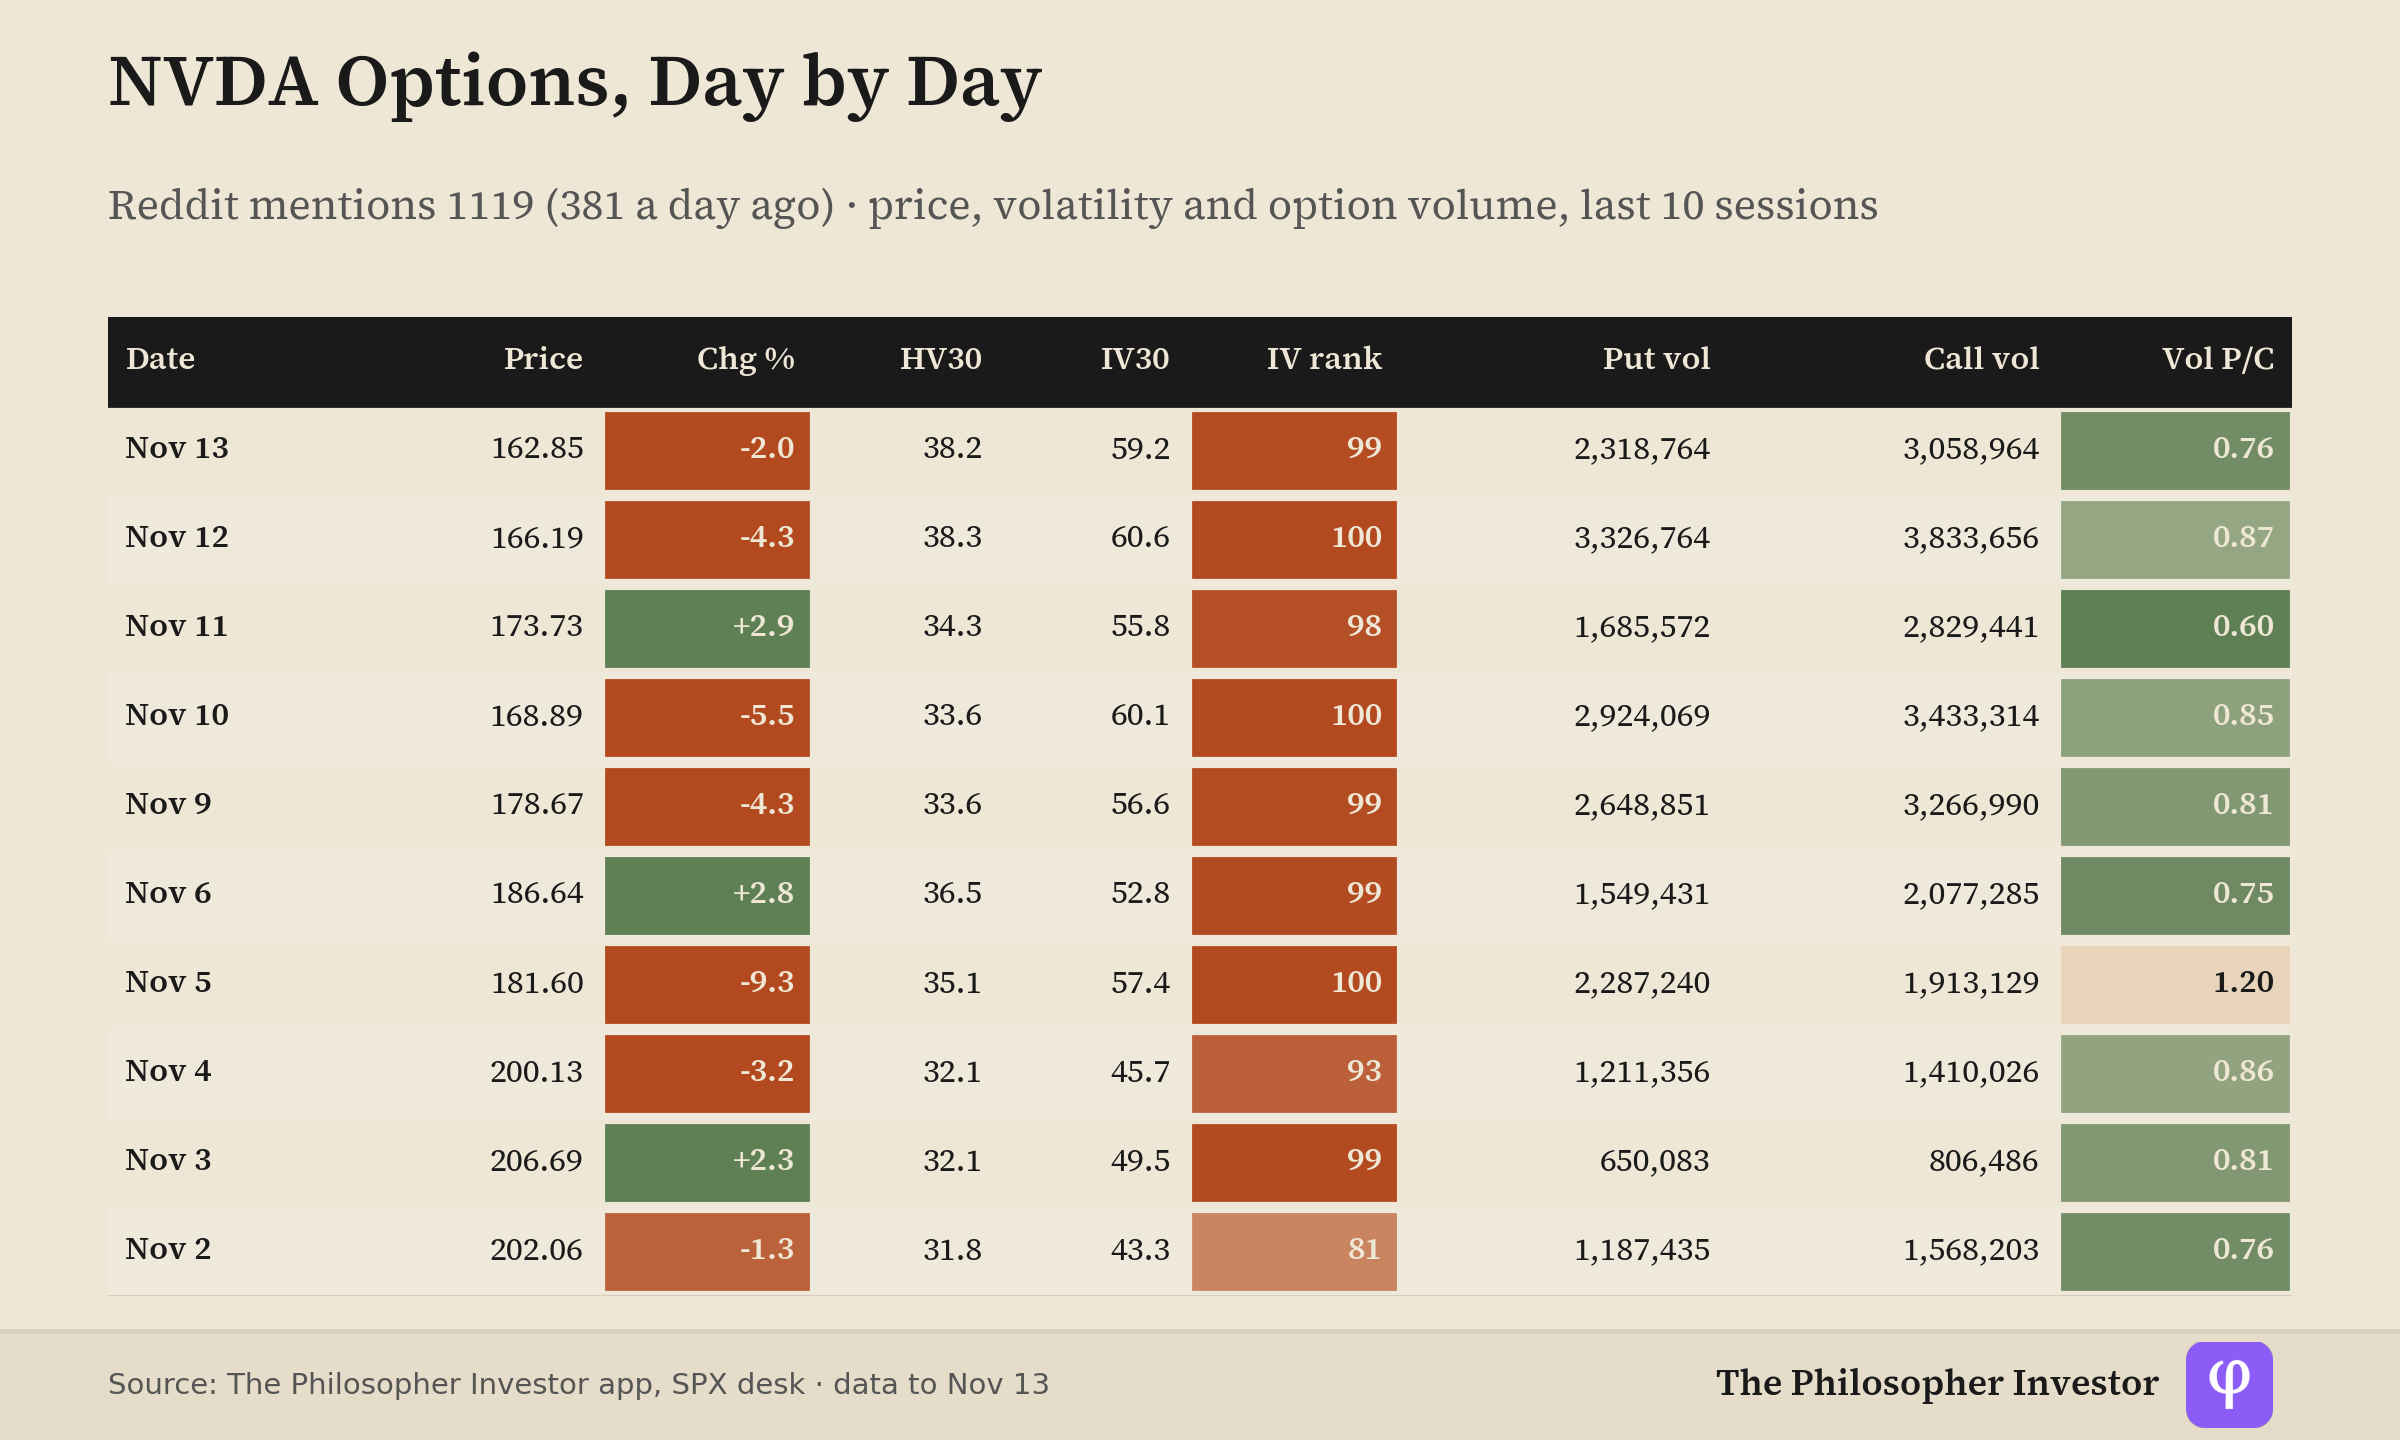 NVDA Options, Day by Day
Reddit mentions 1119 (381 a day ago) · price, volatility and option volume, last 10 sessions
Date Price Chg % HV30 IV30 IV rank Put vol Call vol Vol P/C
Nov 13 162.85 -2.0 38.2 59.2 99 2,318,764 3,058,964 0.76
Nov 12 166.19 -4.3 38.3 60.6 100 3,326,764 3,833,656 0.87
Nov 11 173.73 +2.9 34.3 55.8 98 1,685,572 2,829,441 0.60
Nov 10 168.89 -5.5 33.6 60.1 100 2,924,069 3,433,314 0.85
Nov 9 178.67 -4.3 33.6 56.6 99 2,648,851 3,266,990 0.81
Nov 6 186.64 +2.8 36.5 52.8 99 1,549,431 2,077,285 0.75
Nov 5 181.60 -9.3 35.1 57.4 100 2,287,240 1,913,129 1.20
Nov 4 200.13 -3.2 32.1 45.7 93 1,211,356 1,410,026 0.86
Nov 3 206.69 +2.3 32.1 49.5 99 650,083 806,486 0.81
Nov 2 202.06 -1.3 31.8 43.3 81 1,187,435 1,568,203 0.76
Source: The Philosopher Investor app, SPX desk · data to Nov 13
The Philosopher Investor φ